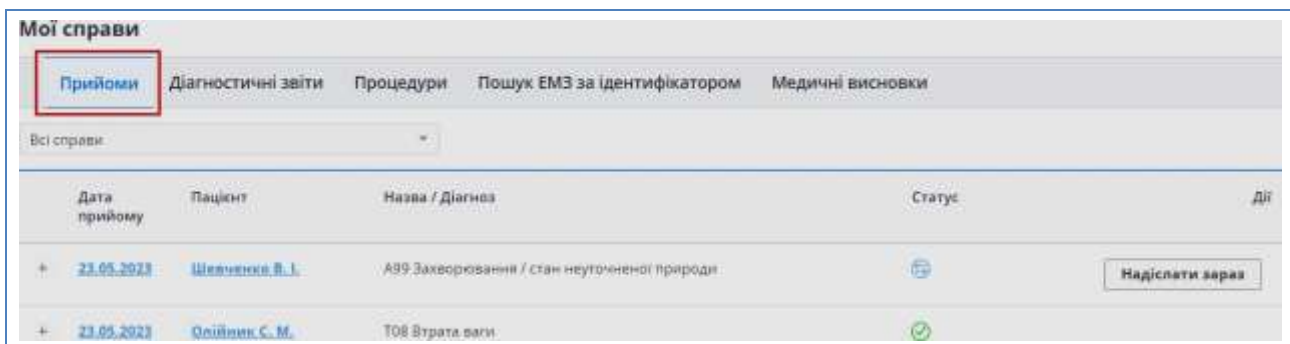 Мої справи
Прийоми Діагностичні звіти Процедури Пошук ЕМЗ за ідентифікатором Медичні висновки
Всі справи
Дата прийому Пацієнт Назва / Діагноз Статус Дії
+ 23.05.2023 Шевченко В. І. A99 Захворювання / стан неуточненої природи Надіслати зараз
+ 23.05.2023 Олійник С. М. T08 Втрата ваги